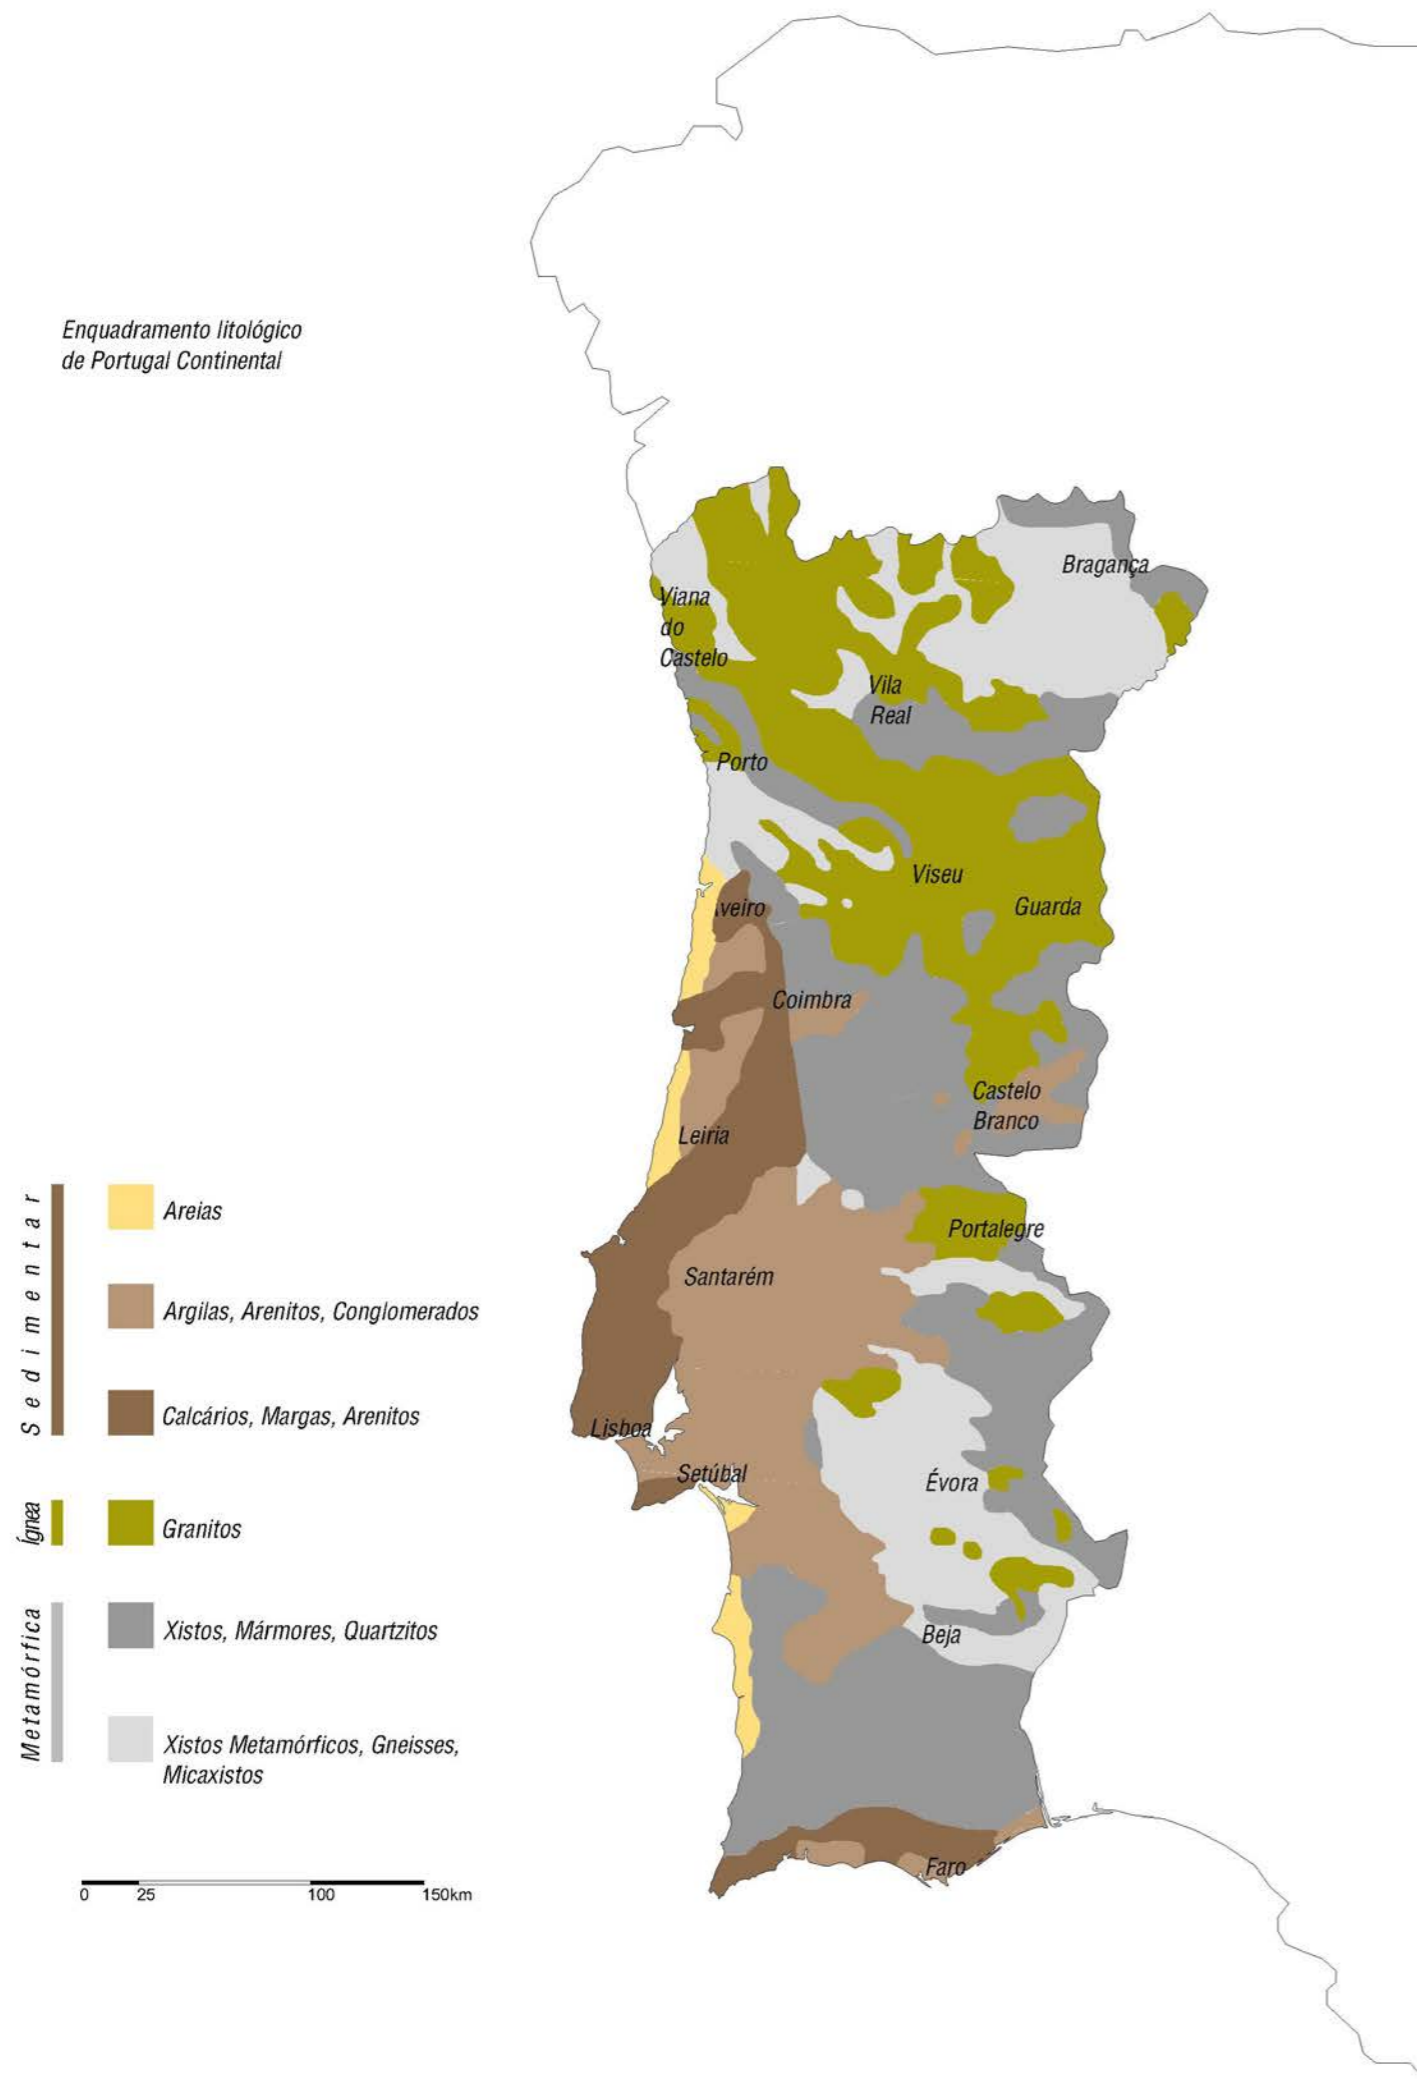 Enquadramento litológico
de Portugal Continental
Bragança
Viana
do
Castelo
Vila
Real
Porto
Viseu
Guarda
veiro
Coimbra
Castelo
Branco
Leiria
Portalegre
Santarém
Lisboa
Setúbal
Évora
Beja
Faro
Sedimentar
Areias
Argilas, Arenitos, Conglomerados
Calcários, Margas, Arenitos
Ígnea
Granitos
Metamórfica
Xistos, Mármores, Quartzitos
Xistos Metamórficos, Gneisses,
Micaxistos
0 25 100 150km